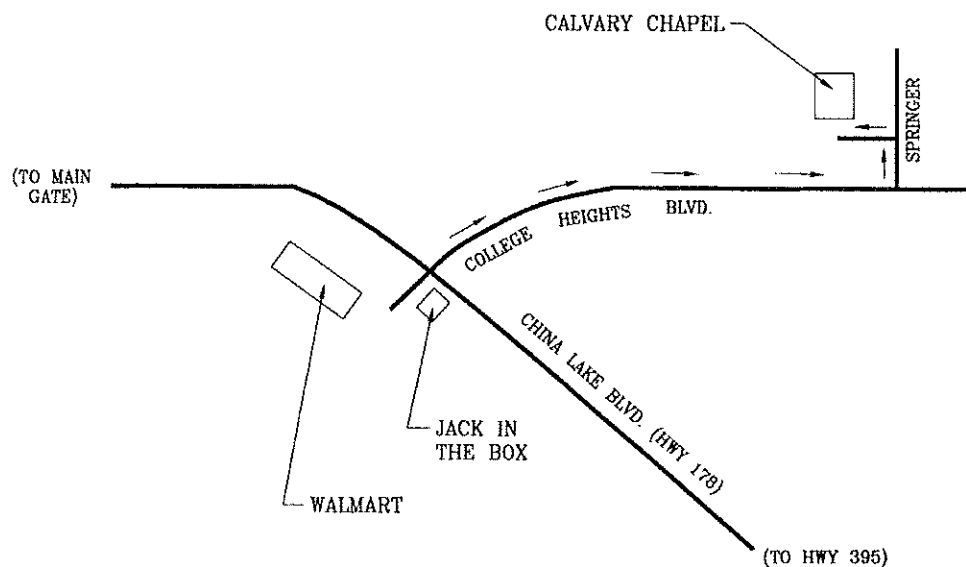 CALVARY CHAPEL
SPRINGER
(TO MAIN
GATE)
COLLEGE HEIGHTS BLVD.
CHINA LAKE BLVD. (HWY 178)
JACK IN
THE BOX
WALMART
(TO HWY 395)